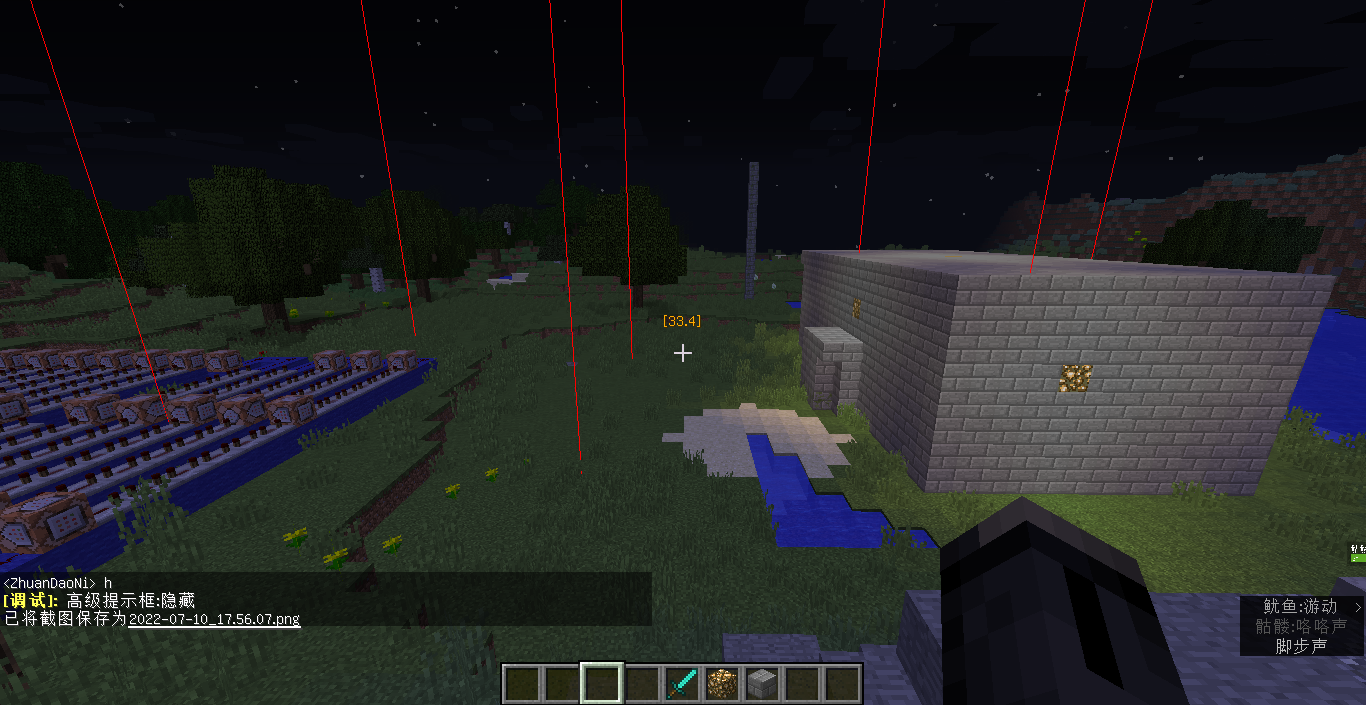 [33.4]
<ZhuanDaoNi> h
[调试]: 高级提示框:隐藏
已将截图保存为2022-07-10_17.56.07.png
鱿鱼:游动 >
骷髅:咯咯声
脚步声